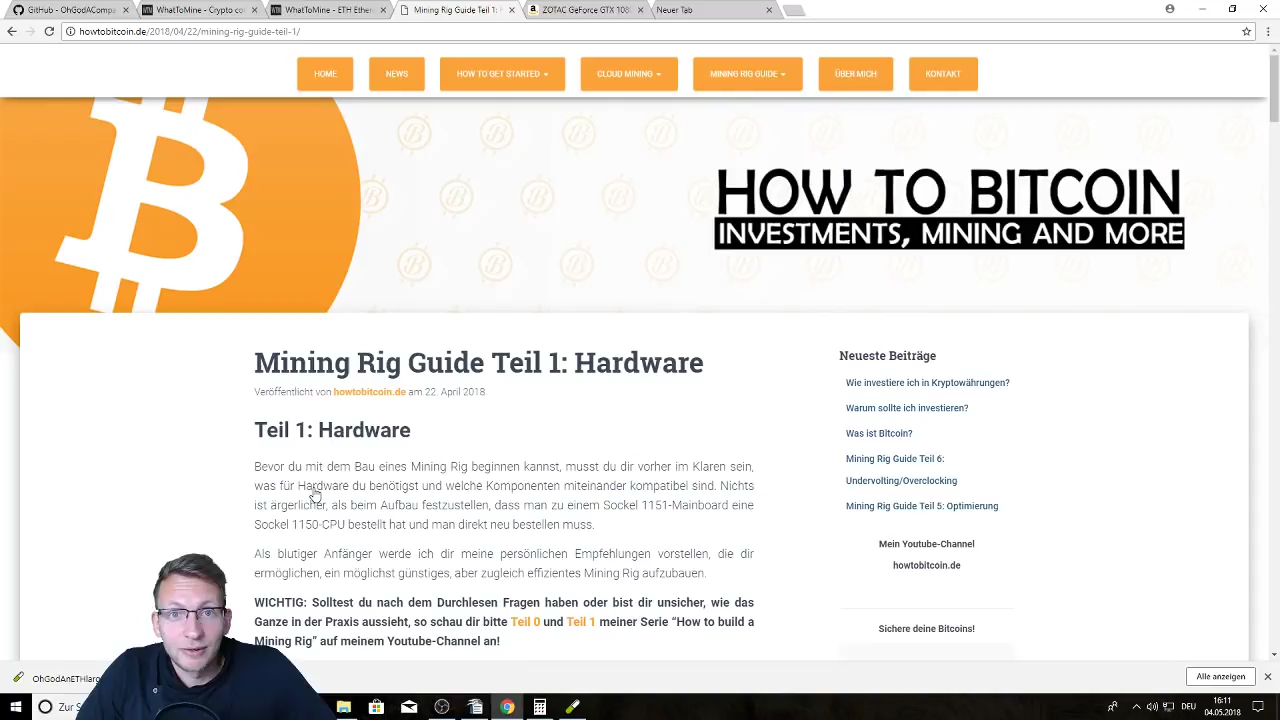 GitHub - OhGodComp
WhatToMine - Crypto co
WhatToMine - ETH Ether
Mining Rig Guide Teil 1: H
ZOTAC GeForce GTX 108
Neuer Tab
howtobitcoin.de/2018/04/22/mining-rig-guide-teil-1/
HOME
NEWS
HOW TO GET STARTED
CLOUD MINING
MINING RIG GUIDE
ÜBER MICH
KONTAKT
HOW TO BITCOIN
INVESTMENTS, MINING AND MORE
Mining Rig Guide Teil 1: Hardware
Veröffentlicht von howtobitcoin.de am 22. April 2018
Teil 1: Hardware
Bevor du mit dem Bau eines Mining Rig beginnen kannst, musst du dir vorher im Klaren sein,
was für Hardware du benötigst und welche Komponenten miteinander kompatibel sind. Nichts
ist ärgerlicher, als beim Aufbau festzustellen, dass man zu einem Sockel 1151-Mainboard eine
Sockel 1150-CPU bestellt hat und man direkt neu bestellen muss.
Als blutiger Anfänger werde ich dir meine persönlichen Empfehlungen vorstellen, die dir
ermöglichen, ein möglichst günstiges, aber zugleich effizientes Mining Rig aufzubauen.
WICHTIG: Solltest du nach dem Durchlesen Fragen haben oder bist dir unsicher, wie das
Ganze in der Praxis aussieht, so schau dir bitte Teil 0 und Teil 1 meiner Serie “How to build a
Mining Rig” auf meinem Youtube-Channel an!
Neueste Beiträge
Wie investiere ich in Kryptowährungen?
Warum sollte ich investieren?
Was ist Bitcoin?
Mining Rig Guide Teil 6:
Undervolting/Overclocking
Mining Rig Guide Teil 5: Optimierung
Mein Youtube-Channel
howtobitcoin.de
Sichere deine Bitcoins!
OhGodAnETHlarg
Alle anzeigen
Zur S
DEU
16:11
04.05.2018